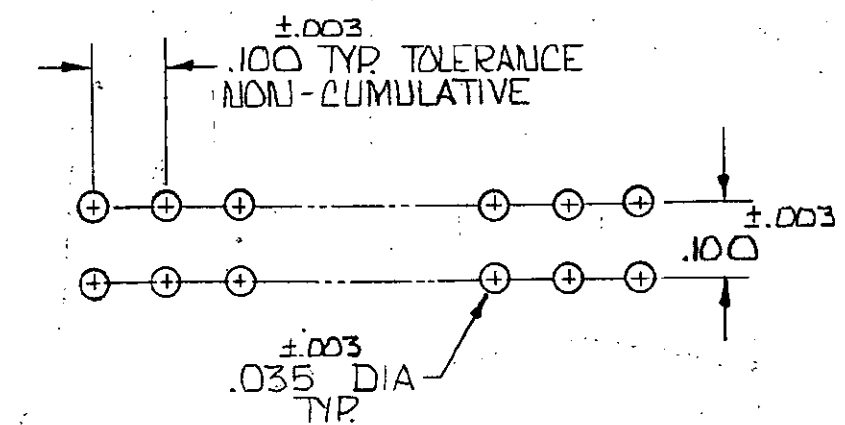 ±.003
.100 TYP. TOLERANCE
NON-CUMULATIVE
±.003
.100
±.003
.035 DIA
TYP.